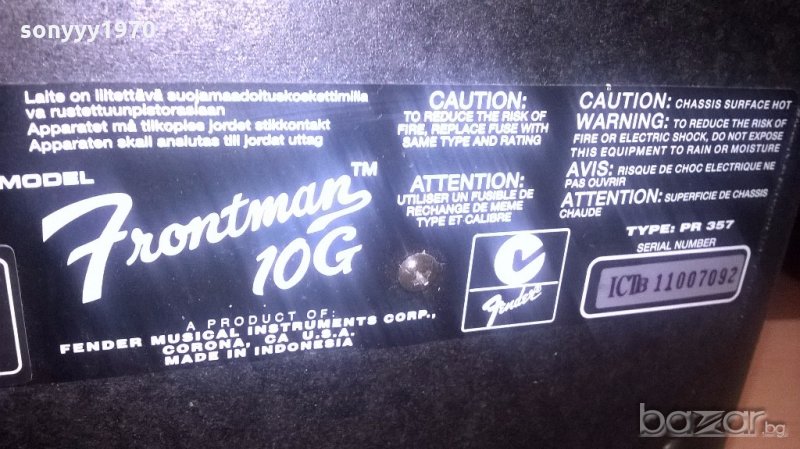 sonyyy1970
Laite on liitettävä suojamaadoituskoskettimilla
va rustettuunpistorasiaan
Apparatet må tilkoples jordet stikkontakt
Apparaten skall anslutas till jordet uttag
MODEL
Frontman™
10G
A PRODUCT OF:
FENDER MUSICAL INSTRUMENTS CORP.,
CORONA, CA U.S.A.
MADE IN INDONESIA
CAUTION:
TO REDUCE THE RISK OF
FIRE, REPLACE FUSE WITH
SAME TYPE AND RATING
ATTENTION:
UTILISER UN FUSIBLE DE
RECHANGE DE MEME
TYPE ET CALIBRE
Fender
CAUTION: CHASSIS SURFACE HOT
WARNING: TO REDUCE THE RISK OF
FIRE OR ELECTRIC SHOCK, DO NOT EXPOSE
THIS EQUIPMENT TO RAIN OR MOISTURE
AVIS: RISQUE DE CHOC ELECTRIQUE NE
PAS OUVRIR
ATTENTION: SUPERFICIE DE CHASSIS
CHAUDE
TYPE: PR 357
SERIAL NUMBER
ICTB 11007092
bazar.bg